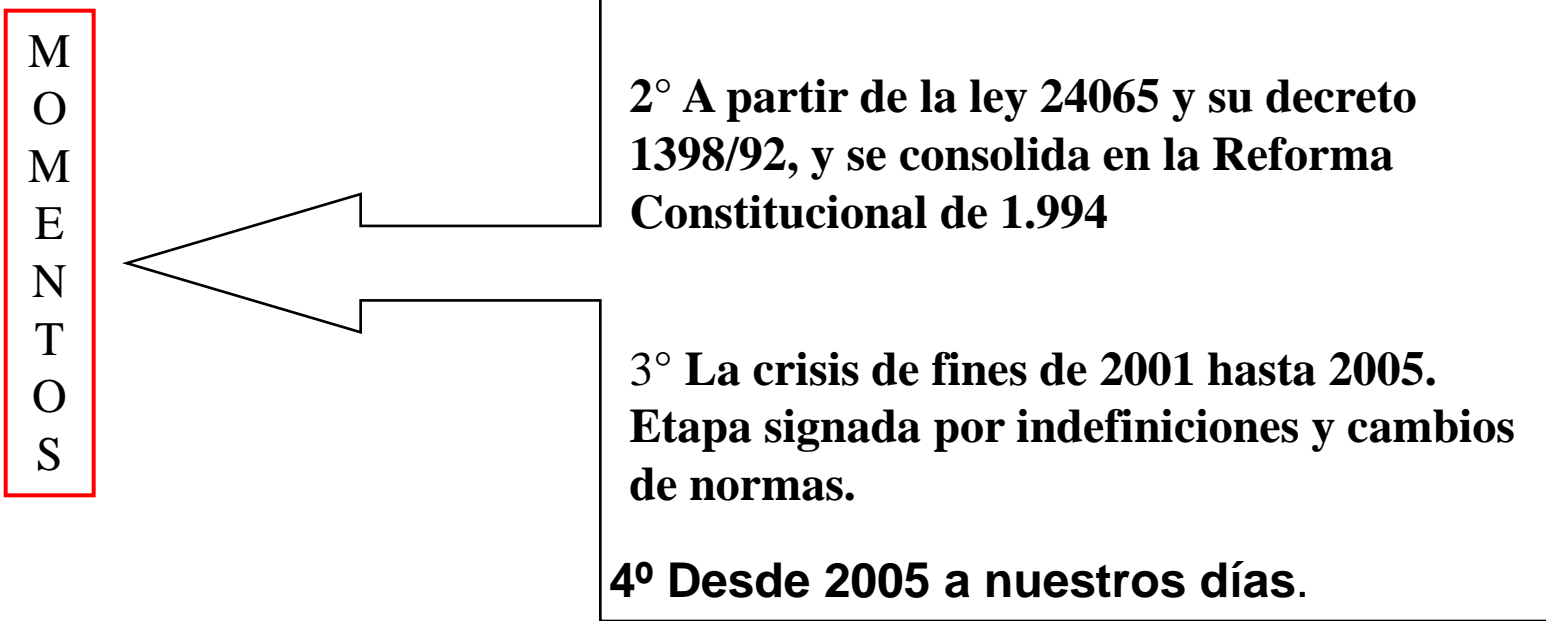 M
O
M
E
N
T
O
S
2° A partir de la ley 24065 y su decreto
1398/92, y se consolida en la Reforma
Constitucional de 1.994
3° La crisis de fines de 2001 hasta 2005.
Etapa signada por indefiniciones y cambios
de normas.
4º Desde 2005 a nuestros días.